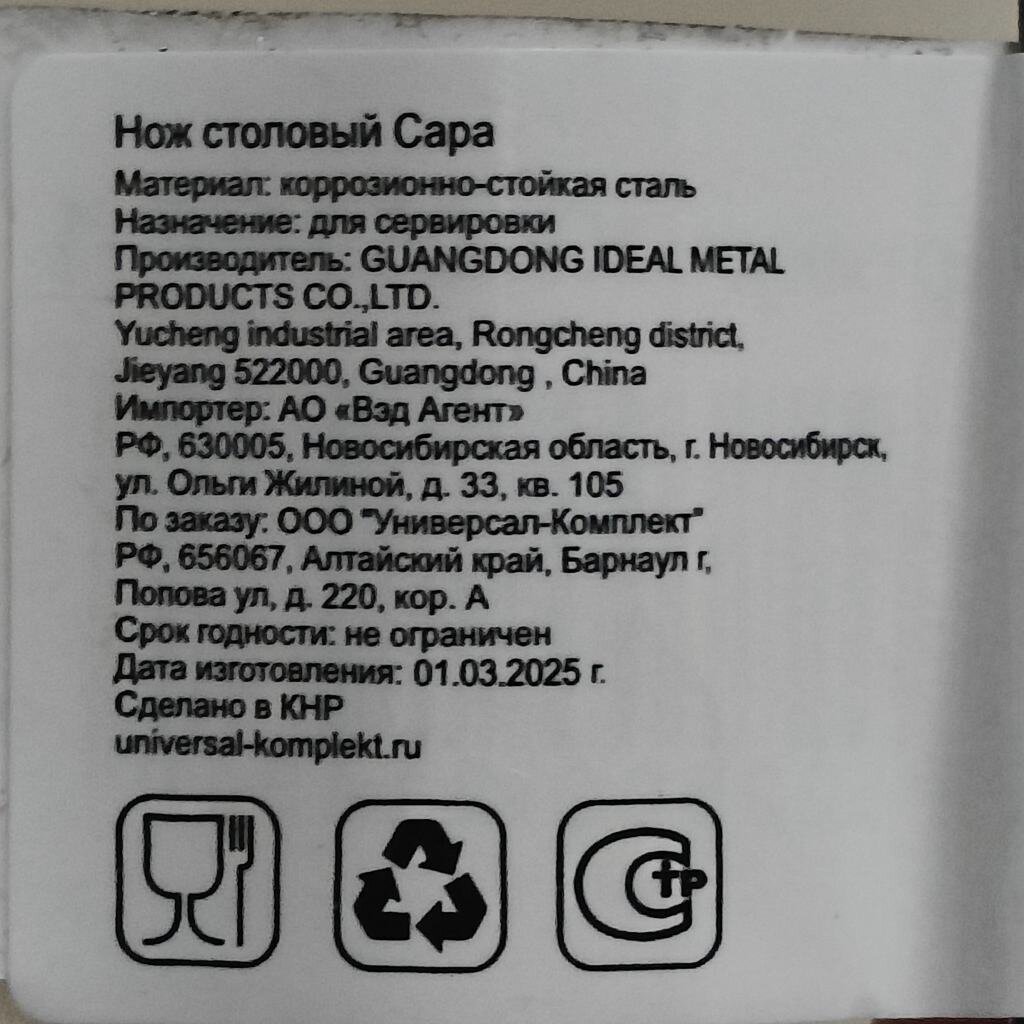 Нож столовый Сара
Материал: коррозионно-стойкая сталь
Назначение: для сервировки
Производитель: GUANGDONG IDEAL METAL
PRODUCTS CO.,LTD.
Yucheng industrial area, Rongcheng district,
Jieyang 522000, Guangdong , China
Импортер: АО «Вэд Агент»
РФ, 630005, Новосибирская область, г. Новосибирск,
ул. Ольги Жилиной, д. 33, кв. 105
По заказу: ООО "Универсал-Комплект"
РФ, 656067, Алтайский край, Барнаул г,
Попова ул, д. 220, кор. А
Срок годности: не ограничен
Дата изготовления: 01.03.2025 г.
Сделано в КНР
universal-komplekt.ru
Стр